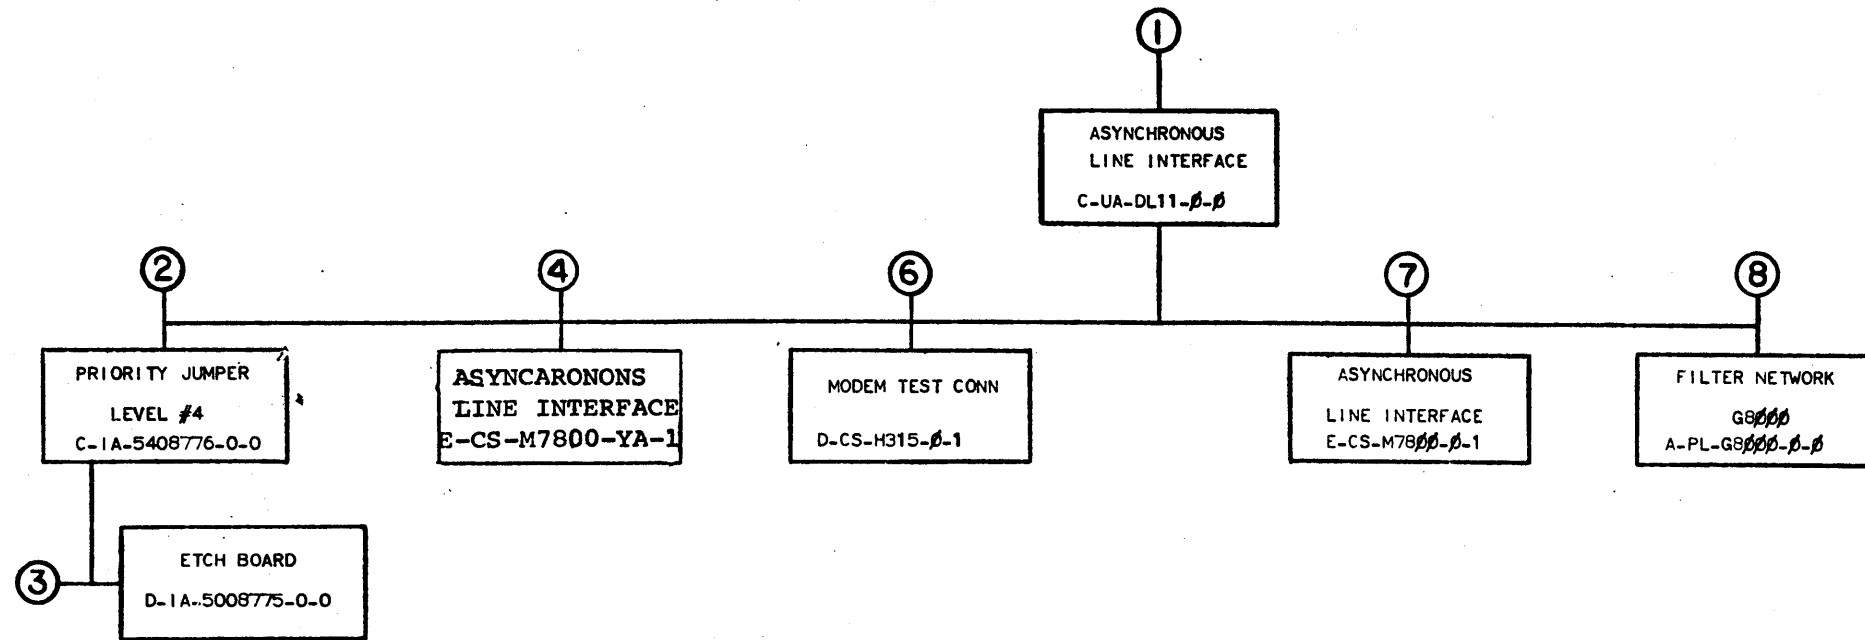 1
ASYNCHRONOUS
LINE INTERFACE
C-UA-DL11-Ø-Ø
2
4
6
7
8
PRIORITY JUMPER
LEVEL #4
C-IA-5408776-0-0
ASYNCARONONS
LINE INTERFACE
E-CS-M7800-YA-1
MODEM TEST CONN
D-CS-H315-Ø-1
ASYNCHRONOUS
LINE INTERFACE
E-CS-M78ØØ-Ø-1
FILTER NETWORK
G8ØØØ
A-PL-G8ØØØ-Ø-Ø
3
ETCH BOARD
D-IA-5008775-0-0